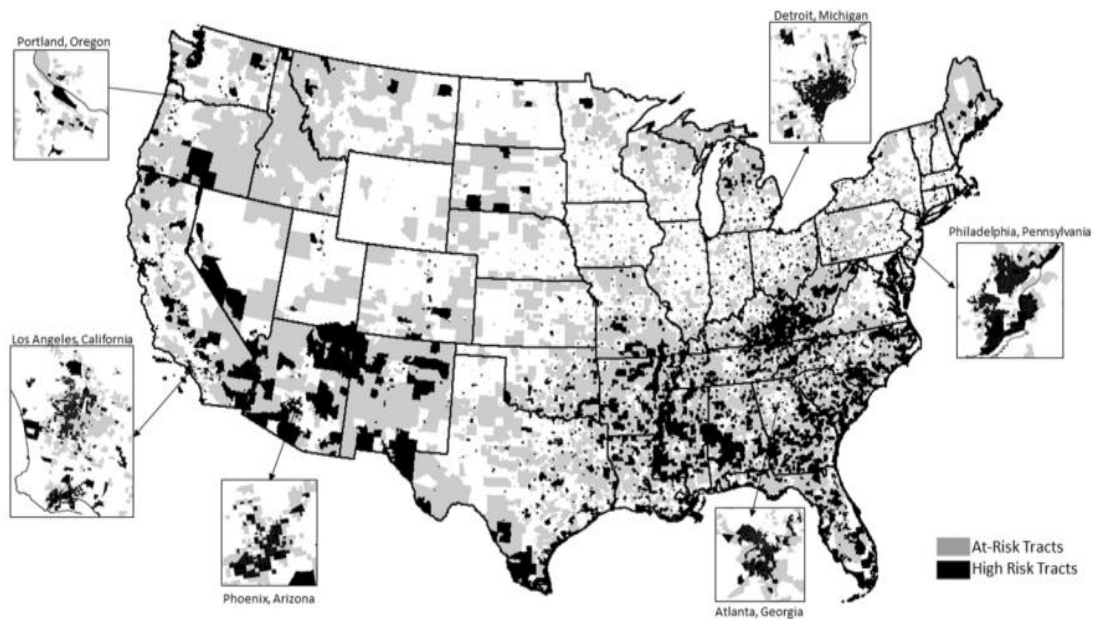 Detroit, Michigan
Portland, Oregon
Philadelphia, Pennsylvania
Los Angeles, California
At-Risk Tracts
High Risk Tracts
Phoenix, Arizona
Atlanta, Georgia